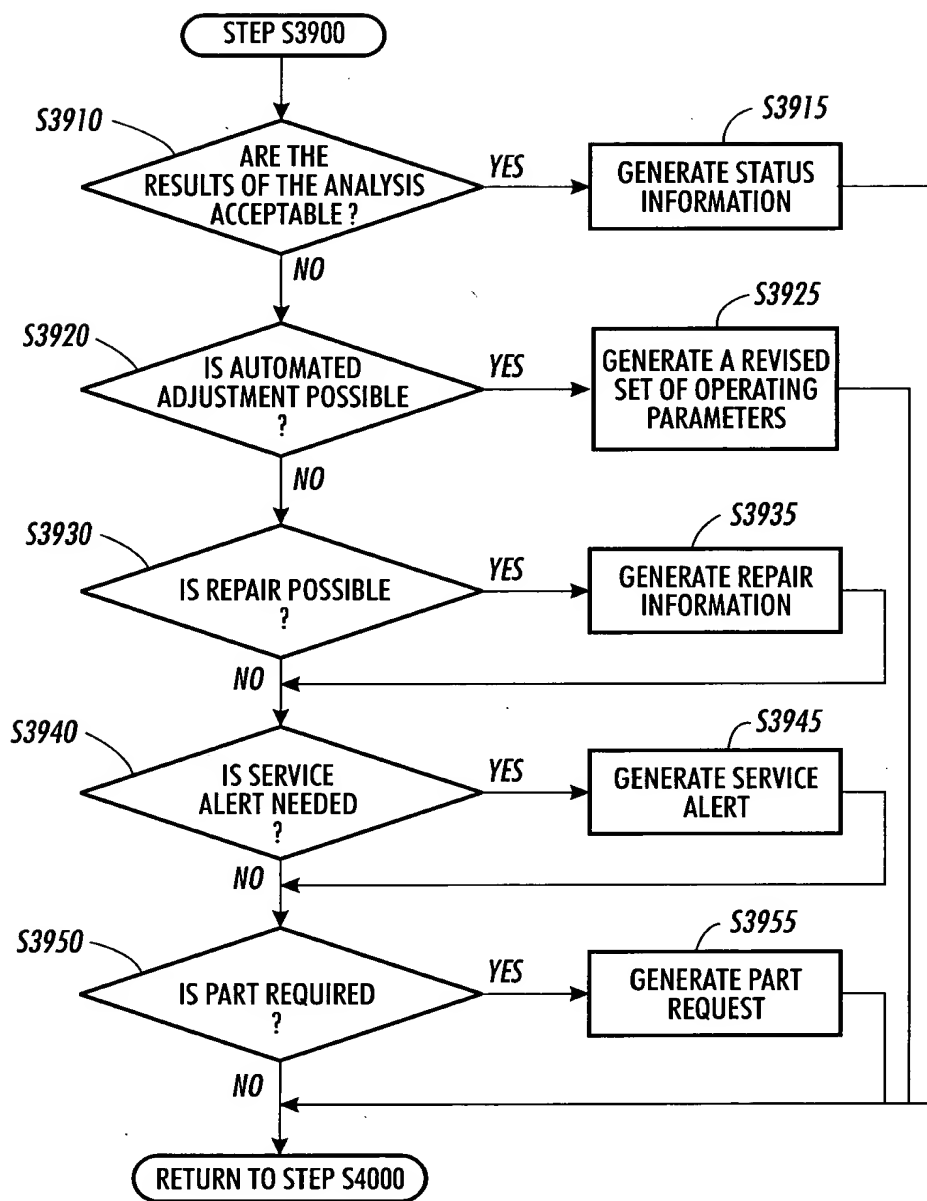 STEP S3900
S3910
ARE THE
RESULTS OF THE ANALYSIS
ACCEPTABLE ?
YES
S3915
GENERATE STATUS
INFORMATION
NO
S3920
IS AUTOMATED
ADJUSTMENT POSSIBLE
?
YES
S3925
GENERATE A REVISED
SET OF OPERATING
PARAMETERS
NO
S3930
IS REPAIR POSSIBLE
?
YES
S3935
GENERATE REPAIR
INFORMATION
NO
S3940
IS SERVICE
ALERT NEEDED
?
YES
S3945
GENERATE SERVICE
ALERT
NO
S3950
IS PART REQUIRED
?
YES
S3955
GENERATE PART
REQUEST
NO
RETURN TO STEP S4000